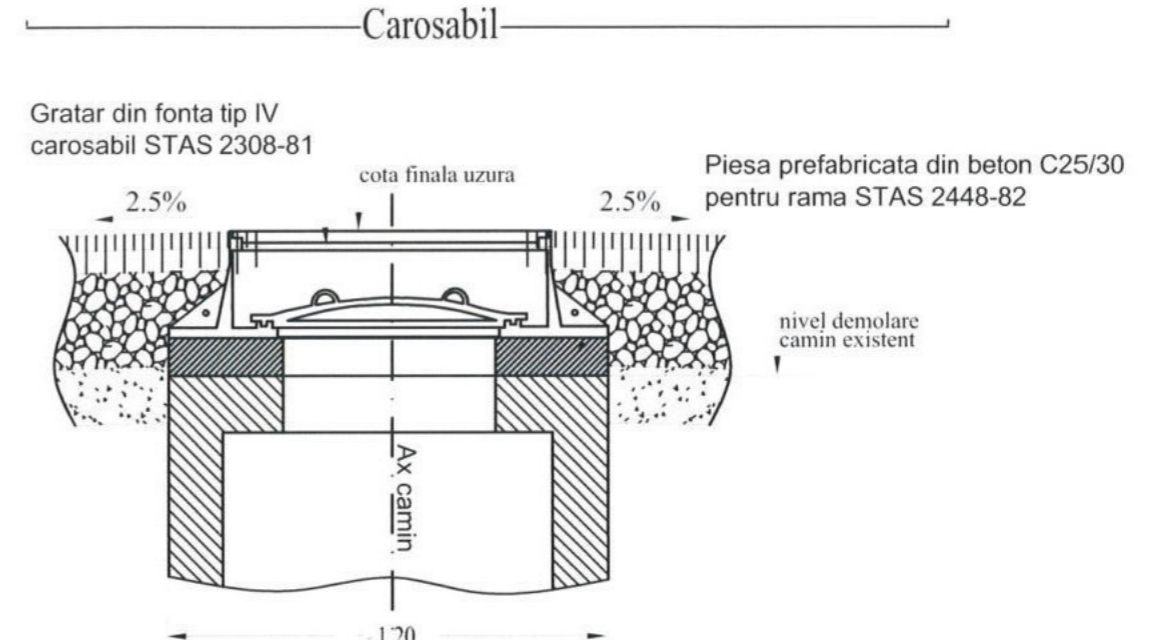 Carosabil
Gratar din fonta tip IV
carosabil STAS 2308-81
Piesa prefabricata din beton C25/30
pentru rama STAS 2448-82
cota finala uzura
2.5%
2.5%
nivel demolare
camin existent
Ax camin
120